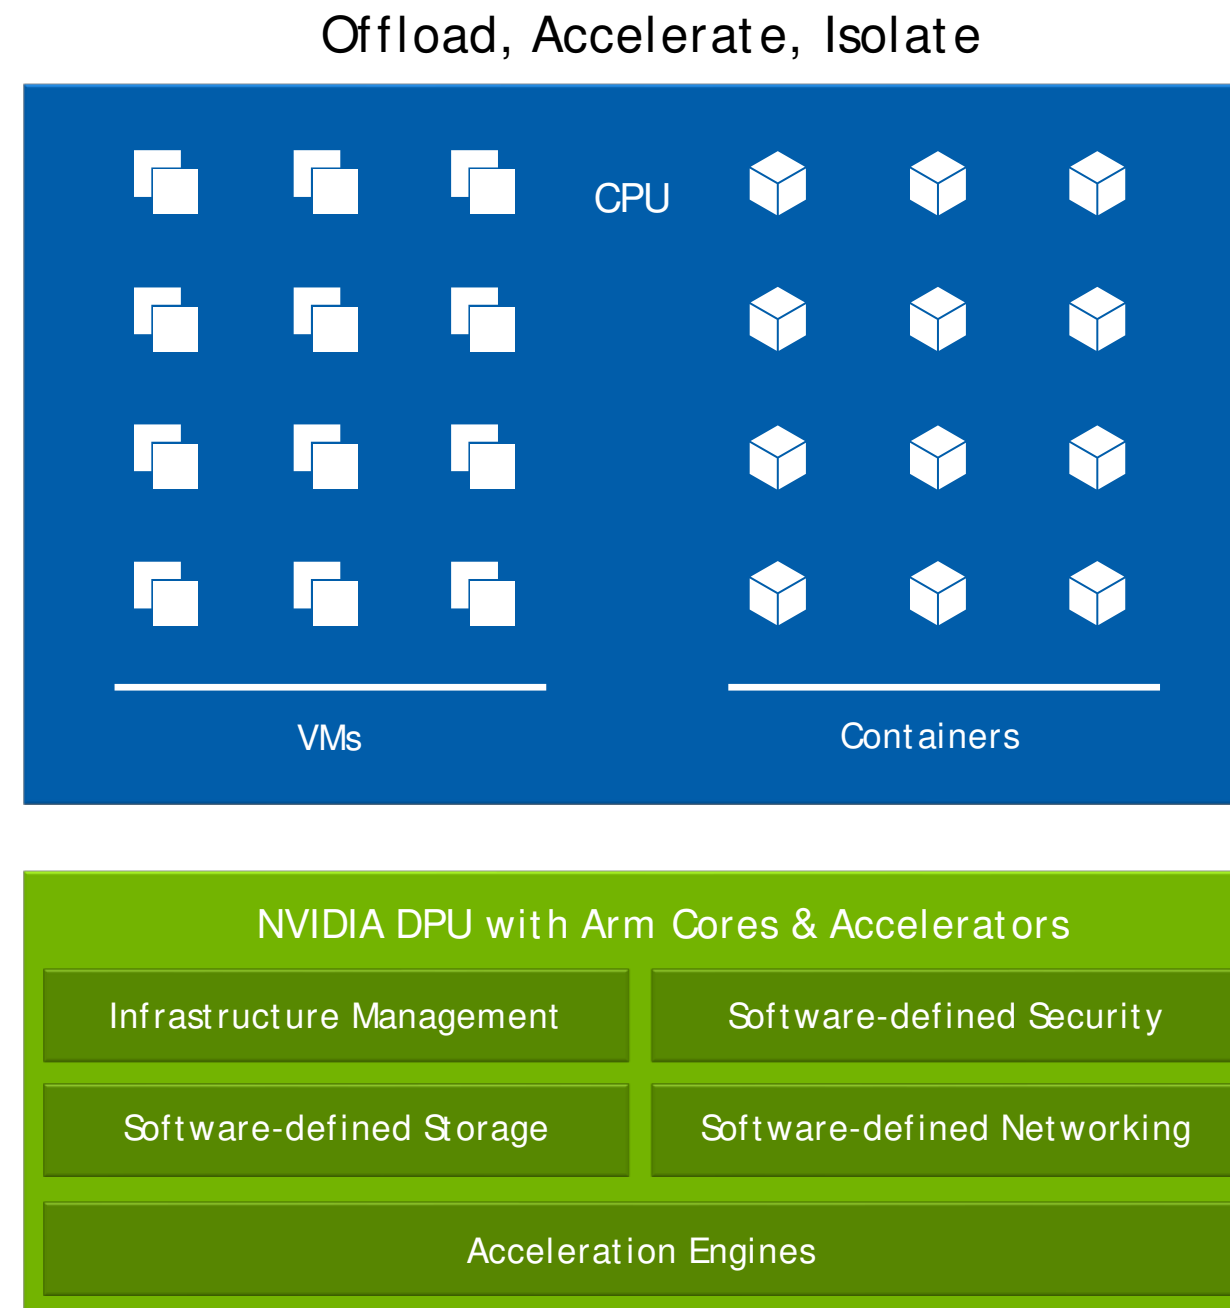 Offload, Accelerate, Isolate
CPU
VMs
Containers
NVIDIA DPU with Arm Cores & Accelerators
Infrastructure Management
Software-defined Security
Software-defined Storage
Software-defined Networking
Acceleration Engines